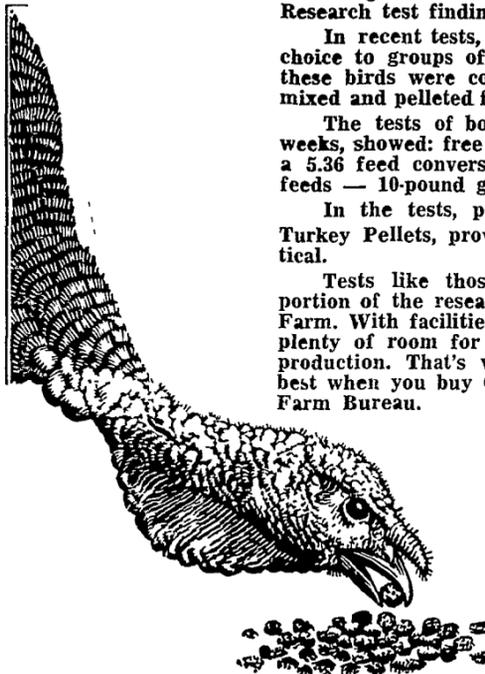 Research test findin
In recent tests,
choice to groups of
these birds were co
mixed and pelleted f
The tests of bo
weeks, showed: free
a 5.36 feed convers
feeds — 10-pound g
In the tests, p
Turkey Pellets, prov
tical.
Tests like thos
portion of the resea
Farm. With facilitie
plenty of room for
production. That's v
best when you buy
Farm Bureau.